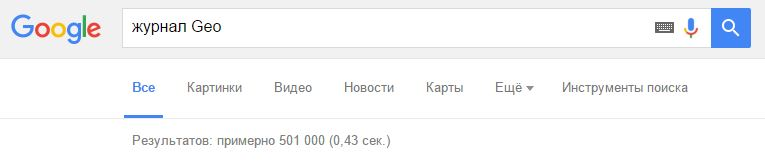 Google журнал Geo
Все Картинки Видео Новости Карты Ещё Инструменты поиска
Результатов: примерно 501 000 (0,43 сек.)